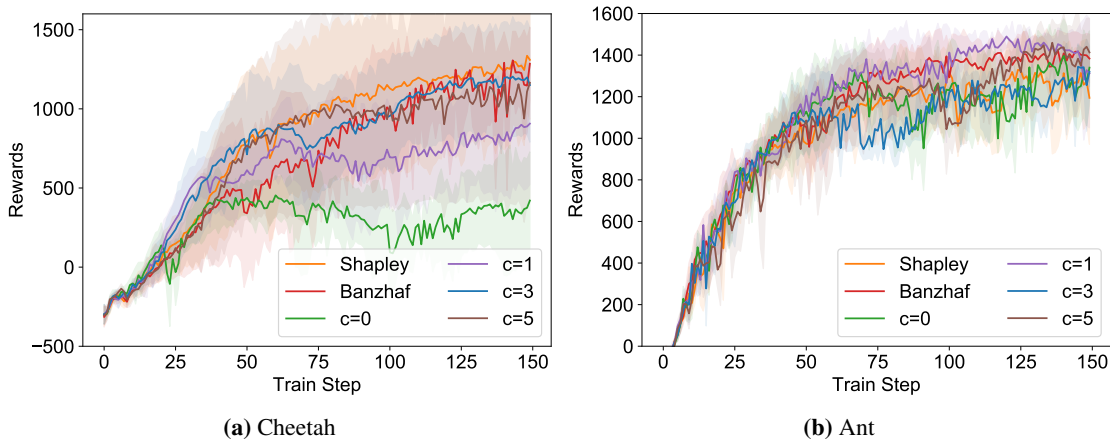 1500
1000
500
0
−500
Rewards
0 25 50 75 100 125 150
Train Step
Shapley
Banzhaf
c=0
c=1
c=3
c=5
(a) Cheetah
1600
1400
1200
1000
800
600
400
200
0
Rewards
0 25 50 75 100 125 150
Train Step
Shapley
Banzhaf
c=0
c=1
c=3
c=5
(b) Ant